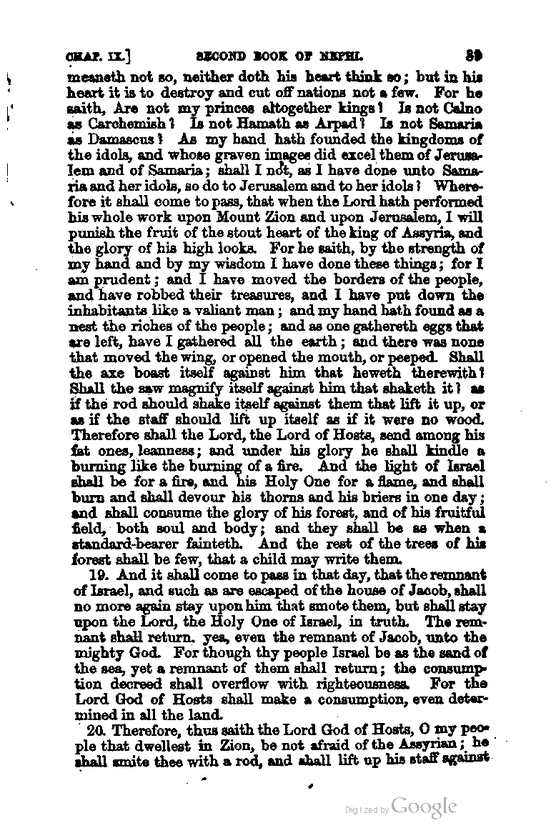 CHAP. IX.] SECOND BOOK OF NEPHI. 89
meaneth not so, neither doth his heart think so; but in his
heart it is to destroy and cut off nations not a few. For he
saith, Are not my princes altogether kings? Is not Calno
as Carchemish? Is not Hamath as Arpad? Is not Samaria
as Damascus? As my hand hath founded the kingdoms of
the idols, and whose graven images did excel them of Jerusa-
lem and of Samaria; shall I not, as I have done unto Sama-
ria and her idols, so do to Jerusalem and to her idols? Where-
fore it shall come to pass, that when the Lord hath performed
his whole work upon Mount Zion and upon Jerusalem, I will
punish the fruit of the stout heart of the king of Assyria, and
the glory of his high looks. For he saith, by the strength of
my hand and by my wisdom I have done these things; for I
am prudent; and I have moved the borders of the people,
and have robbed their treasures, and I have put down the
inhabitants like a valiant man; and my hand hath found as a
nest the riches of the people; and as one gathereth eggs that
are left, have I gathered all the earth; and there was none
that moved the wing, or opened the mouth, or peeped. Shall
the axe boast itself against him that heweth therewith?
Shall the saw magnify itself against him that shaketh it? as
if the rod should shake itself against them that lift it up, or
as if the staff should lift up itself as if it were no wood.
Therefore shall the Lord, the Lord of Hosts, send among his
fat ones, leanness; and under his glory he shall kindle a
burning like the burning of a fire. And the light of Israel
shall be for a fire, and his Holy One for a flame, and shall
burn and shall devour his thorns and his briers in one day;
and shall consume the glory of his forest, and of his fruitful
field, both soul and body; and they shall be as when a
standard-bearer fainteth. And the rest of the trees of his
forest shall be few, that a child may write them.
19. And it shall come to pass in that day, that the remnant
of Israel, and such as are escaped of the house of Jacob, shall
no more again stay upon him that smote them, but shall stay
upon the Lord, the Holy One of Israel, in truth. The rem-
nant shall return. yea, even the remnant of Jacob, unto the
mighty God. For though thy people Israel be as the sand of
the sea, yet a remnant of them shall return; the consump-
tion decreed shall overflow with righteousness. For the
Lord God of Hosts shall make a consumption, even deter-
mined in all the land.
20. Therefore, thus saith the Lord God of Hosts, O my peo-
ple that dwellest in Zion, be not afraid of the Assyrian; he
shall smite thee with a rod, and shall lift up his staff against
Digitized by Google